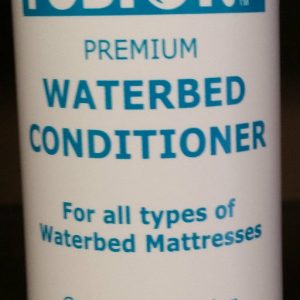 PREMIUM
WATERBED
CONDITIONER
For all types of
Waterbed Mattresses